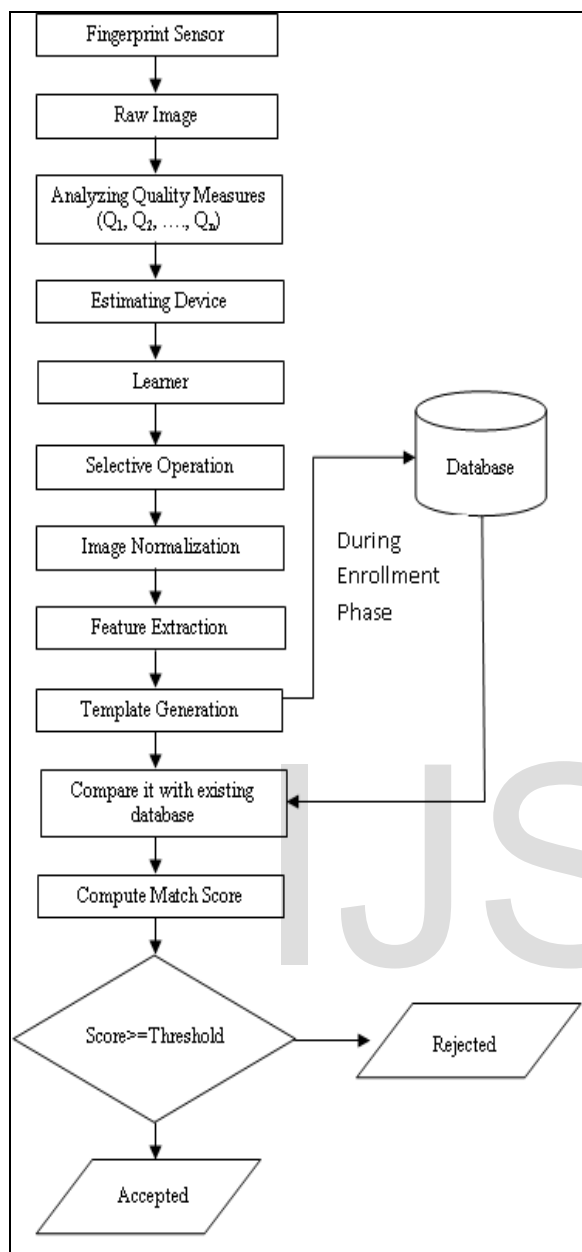 Fingerprint Sensor
Raw Image
Analyzing Quality Measures
(Q1, Q2, …., Qn)
Estimating Device
Learner
Selective Operation
Database
Image Normalization
During
Enrollment
Phase
Feature Extraction
Template Generation
Compare it with existing
database
IJS
Compute Match Score
Score>=Threshold
Rejected
Accepted